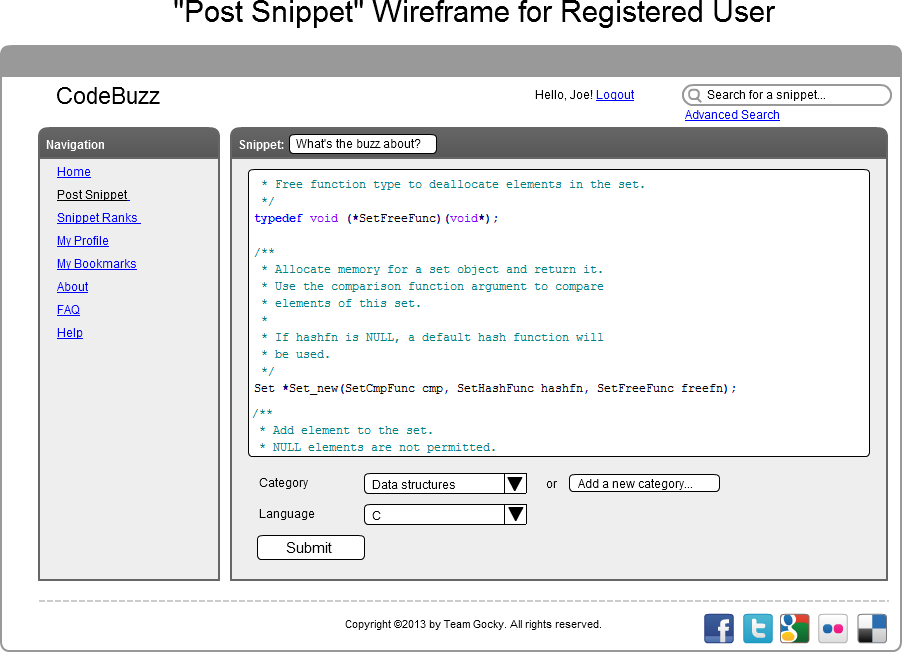 "Post Snippet" Wireframe for Registered User
CodeBuzz
Hello, Joe! Logout
Search for a snippet...
Advanced Search
Navigation
Home
Post Snippet
Snippet Ranks
My Profile
My Bookmarks
About
FAQ
Help
Snippet: What's the buzz about?
* Free function type to deallocate elements in the set.
*/
typedef void (*SetFreeFunc)(void*);
/**
* Allocate memory for a set object and return it.
* Use the comparison function argument to compare
* elements of this set.
*
* If hashfn is NULL, a default hash function will
* be used.
*/
Set *Set_new(SetCmpFunc cmp, SetHashFunc hashfn, SetFreeFunc freefn);
/**
* Add element to the set.
* NULL elements are not permitted.
Category Data structures or Add a new category...
Language C
Submit
Copyright ©2013 by Team Gocky. All rights reserved.
f t g